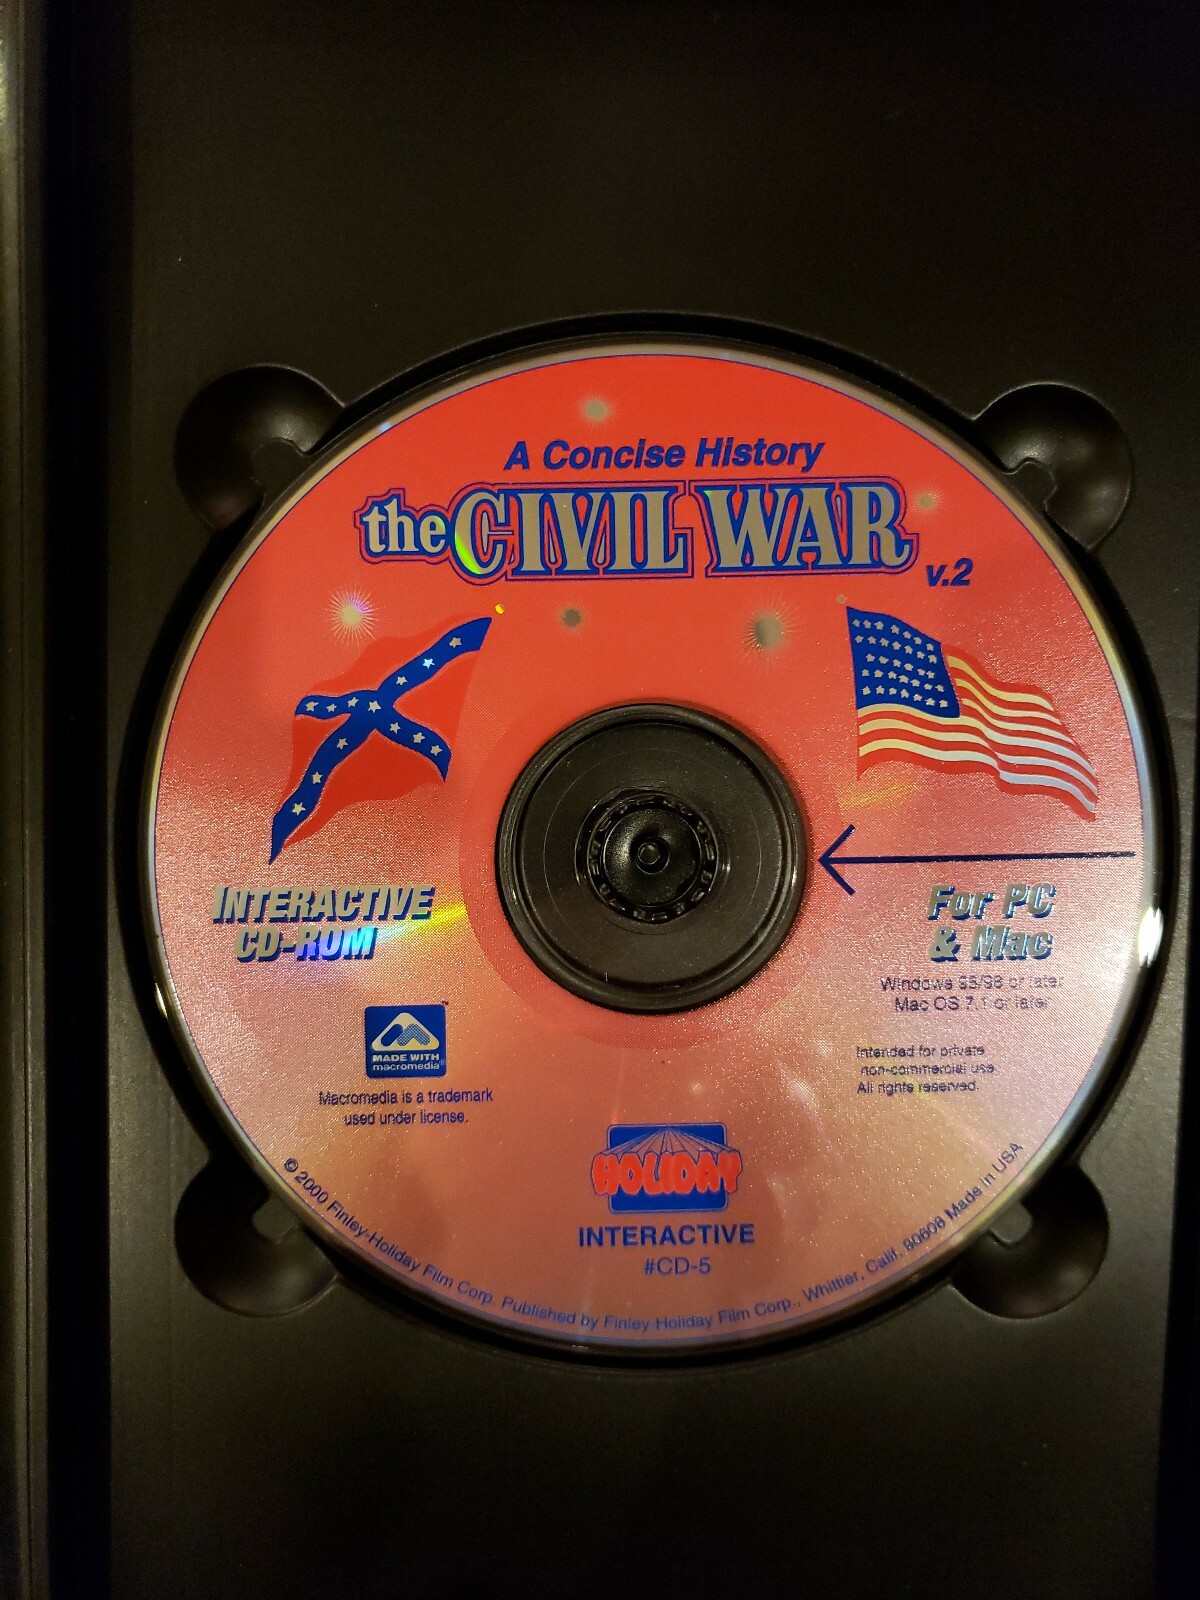 A Concise History
the CIVIL WAR
v.2
INTERACTIVE
CD-ROM
For PC
& Mac
Windows 95/98 or later
Mac OS 7.1 or later
MADE WITH
macromedia®
™
Macromedia is a trademark
used under license.
Intended for private
non-commercial use.
All rights reserved.
HOLIDAY
INTERACTIVE
#CD-5
© 2000 Finley-Holiday Film Corp. Published by Finley-Holiday Film Corp., Whittier, Calif. 90608 Made in USA